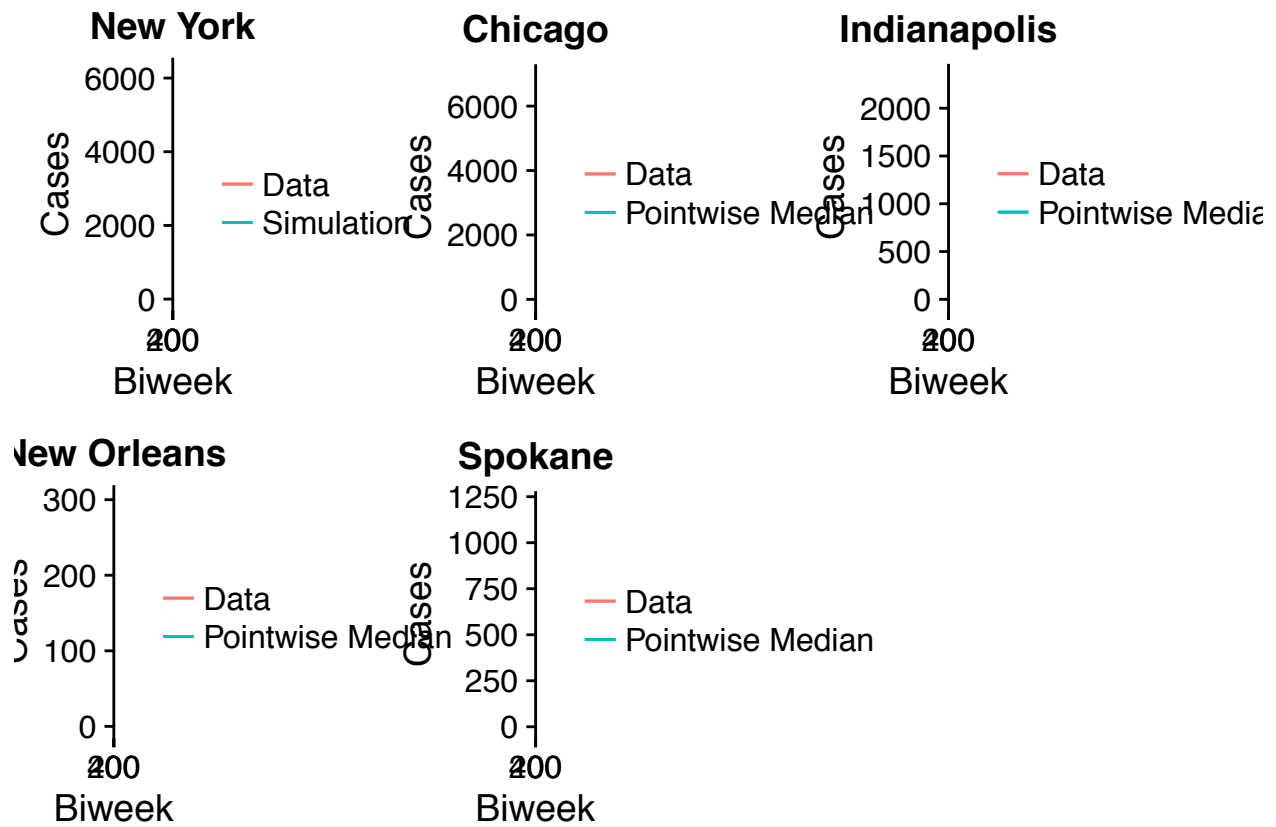 New York
6000
4000
2000
0
Cases
Data
Simulation
Biweek
Chicago
6000
4000
2000
0
Cases
Data
Pointwise Median
Biweek
Indianapolis
2000
1500
1000
500
0
Cases
Data
Pointwise
Biweek
New Orleans
300
200
100
0
Cases
Data
Pointwise Median
Biweek
Spokane
1250
1000
750
500
250
0
Cases
Data
Pointwise Median
Biweek